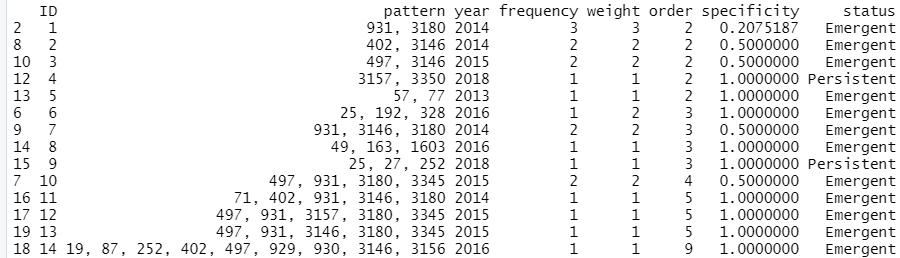 ID pattern year frequency weight order specificity status
2 1 931, 3180 2014 3 3 2 0.2075187 Emergent
8 2 402, 3146 2014 2 2 2 0.5000000 Emergent
10 3 497, 3146 2015 2 2 2 0.5000000 Emergent
12 4 3157, 3350 2018 1 1 2 1.0000000 Persistent
13 5 57, 77 2013 1 1 2 1.0000000 Emergent
6 6 25, 192, 328 2016 1 2 3 1.0000000 Emergent
9 7 931, 3146, 3180 2014 2 2 3 0.5000000 Emergent
14 8 49, 163, 1603 2016 1 1 3 1.0000000 Emergent
15 9 25, 27, 252 2018 1 1 3 1.0000000 Persistent
7 10 497, 931, 3180, 3345 2015 2 2 4 0.5000000 Emergent
16 11 71, 402, 931, 3146, 3180 2014 1 1 5 1.0000000 Emergent
17 12 497, 931, 3157, 3180, 3345 2015 1 1 5 1.0000000 Emergent
19 13 497, 931, 3146, 3180, 3345 2015 1 1 5 1.0000000 Emergent
18 14 19, 87, 252, 402, 497, 929, 930, 3146, 3156 2016 1 1 9 1.0000000 Emergent